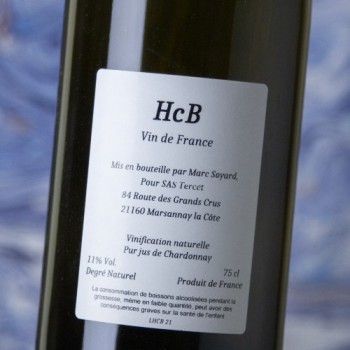 HcB
Vin de France
Mis en bouteille par Marc Soyard,
Pour SAS Tercet
84 Route des Grands Crus
21160 Marsannay la Côte
Vinification naturelle
Pur jus de Chardonnay
11% Vol. 75 cl
Degré Naturel Produit de France
La consommation de boissons alcoolisées pendant la
grossesse, même en faible quantité, peut avoir des
conséquences graves sur la santé de l'enfant
LHCB 21